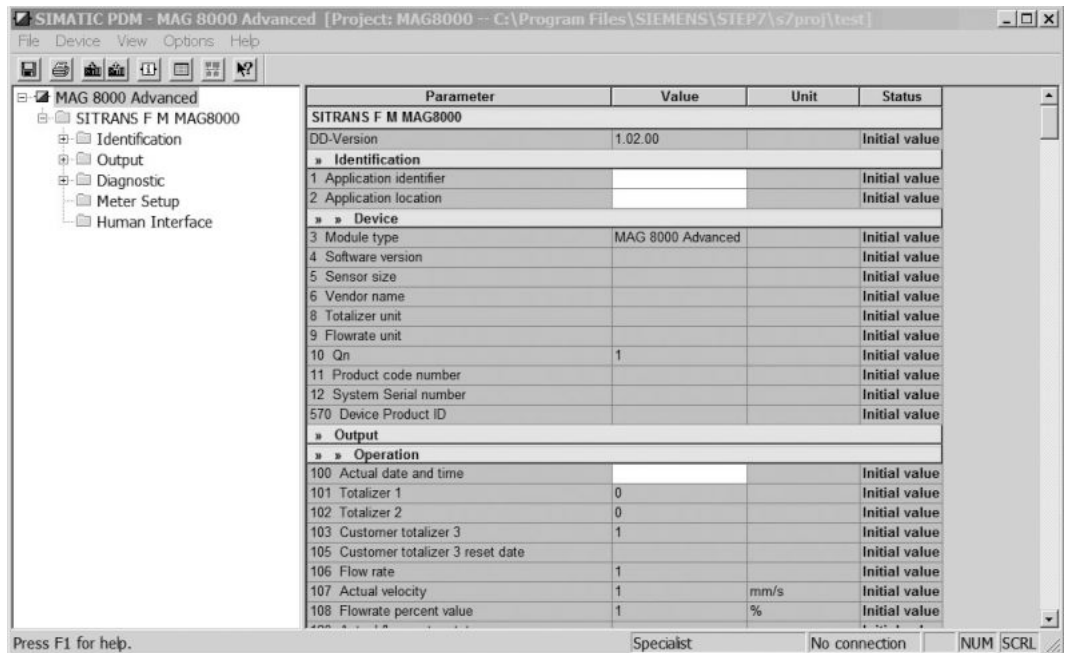 SIMATIC PDM - MAG 8000 Advanced [Project: MAG8000 -- C:\Program Files\SIEMENS\STEP7\s7proj\test]
File Device View Options Help
MAG 8000 Advanced
SITRANS F M MAG8000
Identification
Output
Diagnostic
Meter Setup
Human Interface
Parameter Value Unit Status
SITRANS F M MAG8000
DD-Version 1.02.00 Initial value
» Identification
1 Application identifier Initial value
2 Application location Initial value
» » Device
3 Module type MAG 8000 Advanced Initial value
4 Software version Initial value
5 Sensor size Initial value
6 Vendor name Initial value
8 Totalizer unit Initial value
9 Flowrate unit Initial value
10 Qn 1 Initial value
11 Product code number Initial value
12 System Serial number Initial value
570 Device Product ID Initial value
» Output
» » Operation
100 Actual date and time Initial value
101 Totalizer 1 0 Initial value
102 Totalizer 2 0 Initial value
103 Customer totalizer 3 1 Initial value
105 Customer totalizer 3 reset date Initial value
106 Flow rate 1 Initial value
107 Actual velocity 1 mm/s Initial value
108 Flowrate percent value 1 % Initial value
Press F1 for help. Specialist No connection NUM SCRL